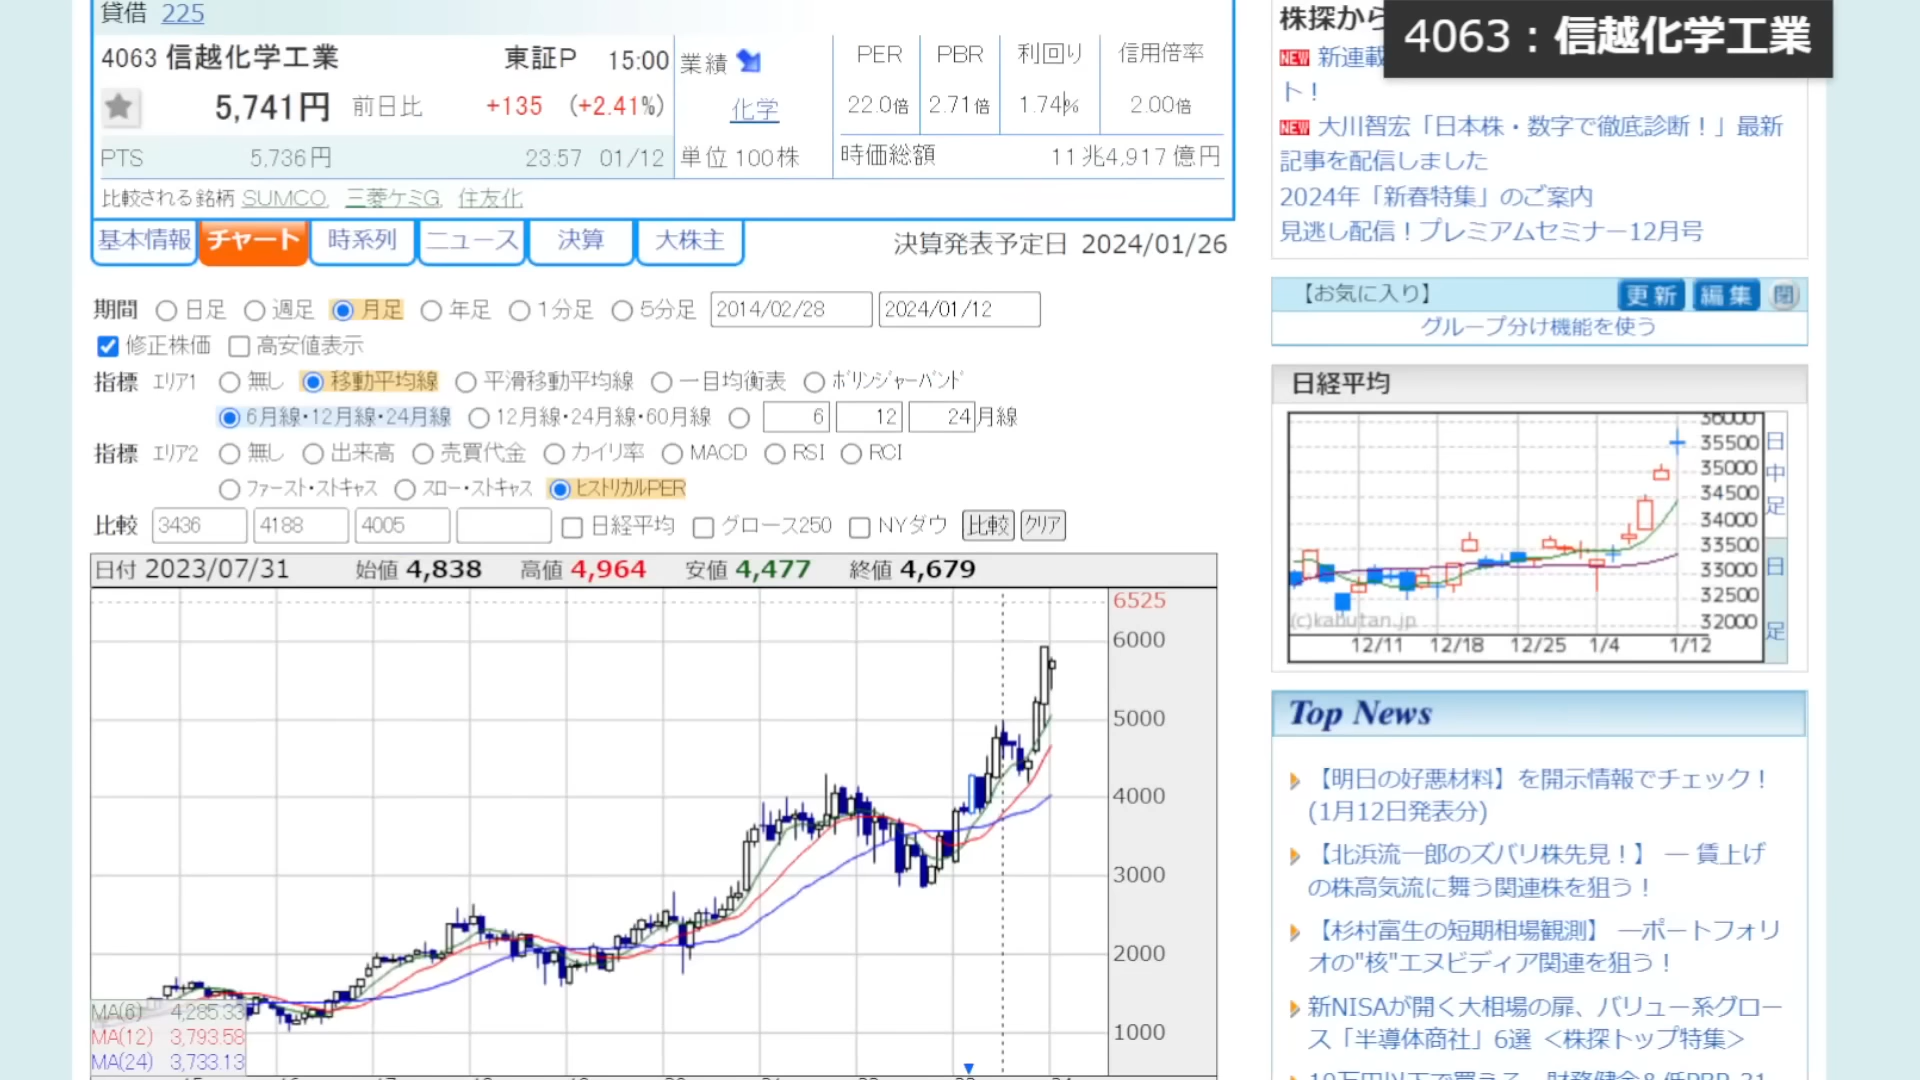 貸借 225
4063 信越化学工業 東証P 15:00
5,741円 前日比 +135 (+2.41%)
PTS 5,736円 23:57 01/12
業績
化学
単位 100株
PER PBR 利回り 信用倍率
22.0倍 2.71倍 1.74% 2.00倍
時価総額 11兆4,917億円
比較される銘柄 SUMCO, 三菱ケミG, 住友化
基本情報 チャート 時系列 ニュース 決算 大株主
決算発表予定日 2024/01/26
期間 日足 週足 月足 年足 1分足 5分足 2014/02/28 2024/01/12
修正株価 高安値表示
指標 エリア1 無し 移動平均線 平滑移動平均線 一目均衡表 ボリンジャーバンド
6月線・12月線・24月線 12月線・24月線・60月線 6 12 24 月線
指標 エリア2 無し 出来高 売買代金 カイリ率 MACD RSI RCI
ファースト・ストキャス スロー・ストキャス ヒストリカルPER
比較 3436 4188 4005 日経平均 グロース250 NYダウ 比較 クリア
日付 2023/07/31 始値 4,838 高値 4,964 安値 4,477 終値 4,679
6525
6000
5000
4000
3000
2000
1000
MA(6) 4,285.33
MA(12) 3,793.58
MA(24) 3,733.13
4063：信越化学工業
株探から
NEW 新連載
ト！
NEW 大川智宏「日本株・数字で徹底診断！」最新
記事を配信しました
2024年「新春特集」のご案内
見逃し配信！プレミアムセミナー12月号
【お気に入り】 更新 編集 閉
グループ分け機能を使う
日経平均
36000
35500
35000
34500
34000
33500
33000
32500
32000
日
中
足
日
足
(c)kabutan.jp
12/11 12/18 12/25 1/4 1/12
Top News
【明日の好悪材料】を開示情報でチェック！
(1月12日発表分)
【北浜流一郎のズバリ株先見！】 ― 賃上げ
の株高気流に舞う関連株を狙う！
【杉村富生の短期相場観測】 ―ポートフォリ
オの"核"エヌビディア関連を狙う！
新NISAが開く大相場の扉、バリュー系グロー
ス「半導体商社」6選 ＜株探トップ特集＞